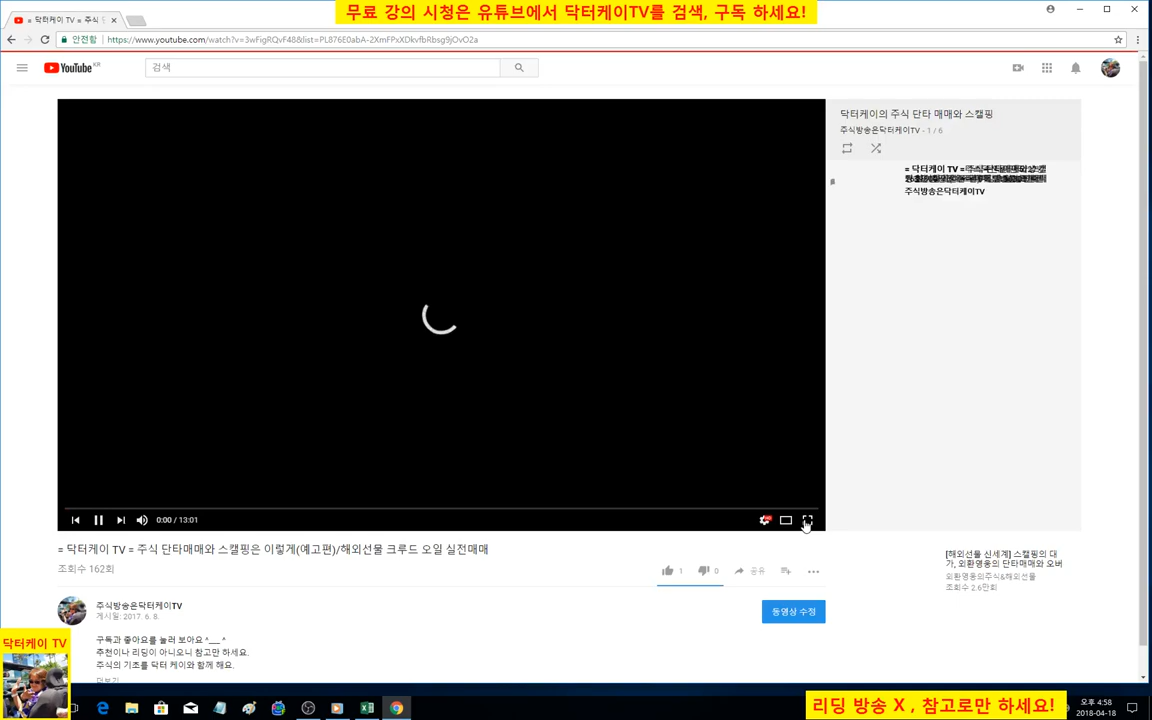 무료 강의 시청은 유튜브에서 닥터케이TV를 검색, 구독 하세요!
= 닥터케이 TV = 주식 단
안전함 https://www.youtube.com/watch?v=3wFigRQvF48&list=PL876E0abA-2XmFPxXDkvfbRbsg9jOvO2a
YouTube KR
검색
닥터케이의 주식 단타 매매와 스캘핑
주식방송은닥터케이TV - 1 / 6
= 닥터케이 TV =
주식방송은닥터케이TV
0:00 / 13:01
= 닥터케이 TV = 주식 단타매매와 스캘핑은 이렇게(예고편)/해외선물 크루드 오일 실전매매
조회수 162회
1
0
공유
[해외선물 신세계] 스캘핑의 대
가, 외환영웅의 단타매매와 오버
외환영웅의주식&해외선물
조회수 2.6만회
주식방송은닥터케이TV
게시일: 2017. 6. 8.
동영상 수정
구독과 좋아요를 눌러 보아요 ^___^
추천이나 리딩이 아니오니 참고만 하세요.
주식의 기초를 닥터 케이와 함께 해요.
더보기
닥터케이 TV
리딩 방송 X , 참고로만 하세요!
오후 4:58
2018-04-18